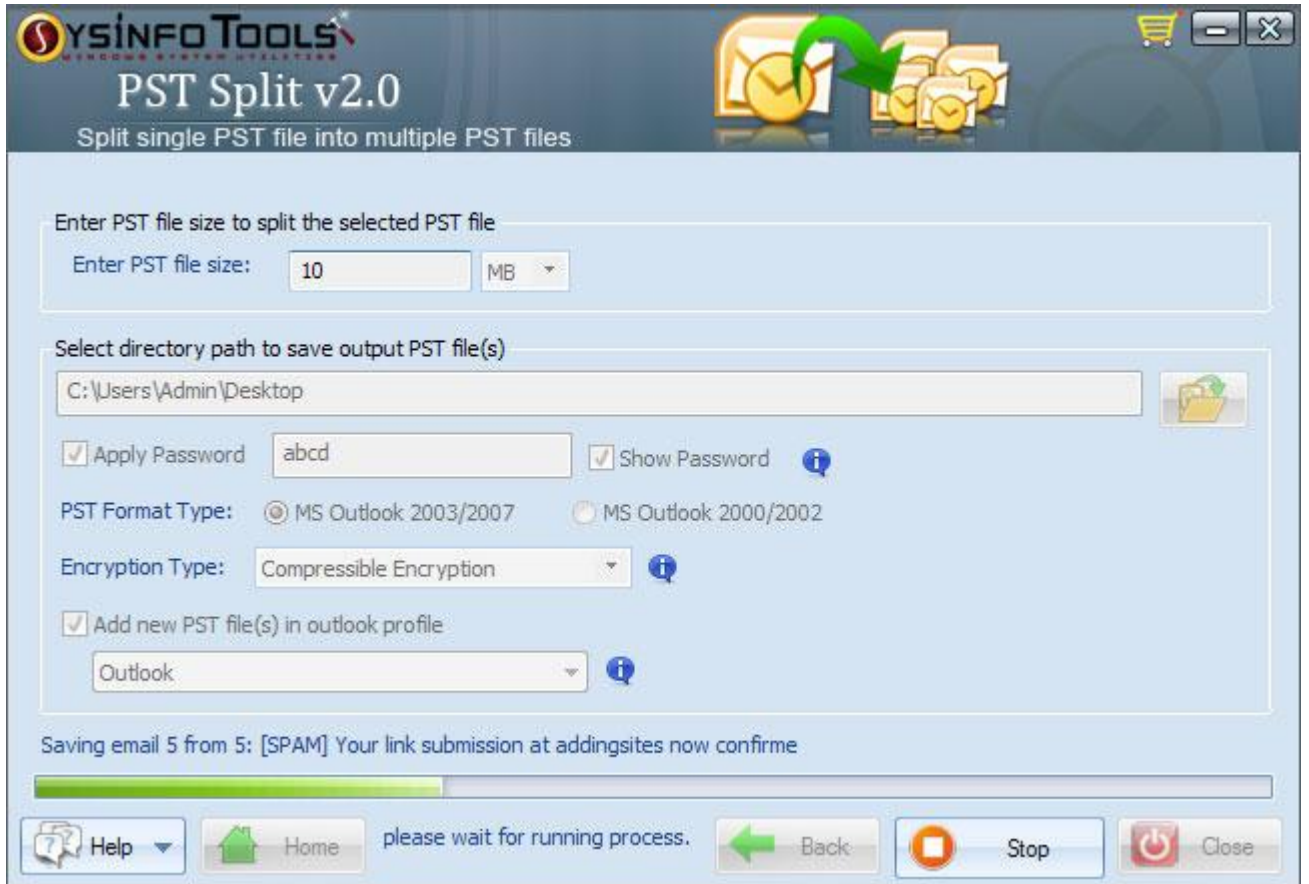 SYSINFO TOOLS
WINDOWS SYSTEM UTILITIES
PST Split v2.0
Split single PST file into multiple PST files
Enter PST file size to split the selected PST file
Enter PST file size: 10 MB
Select directory path to save output PST file(s)
C:\Users\Admin\Desktop
Apply Password abcd Show Password
PST Format Type: MS Outlook 2003/2007 MS Outlook 2000/2002
Encryption Type: Compressible Encryption
Add new PST file(s) in outlook profile
Outlook
Saving email 5 from 5: [SPAM] Your link submission at addingsites now confirme
Help Home please wait for running process. Back Stop Close